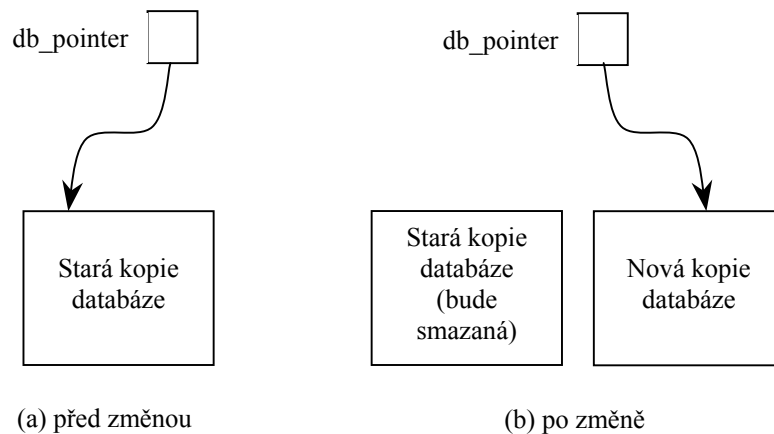 db_pointer
Stará kopie
databáze
(a) před změnou
db_pointer
Stará kopie
databáze
(bude
smazaná)
Nová kopie
databáze
(b) po změně